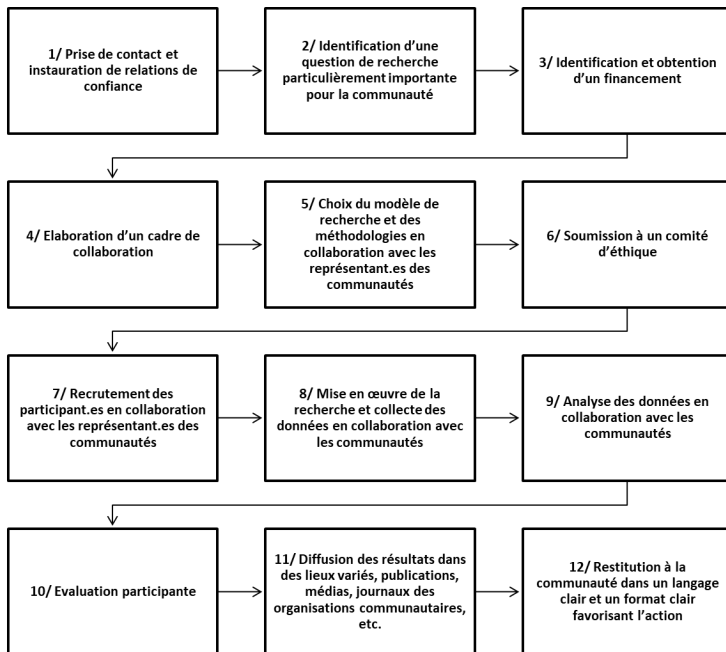 1/ Prise de contact et
instauration de relations de
confiance
2/ Identification d'une
question de recherche
particulièrement importante
pour la communauté
3/ Identification et obtention
d'un financement
4/ Elaboration d'un cadre de
collaboration
5/ Choix du modèle de
recherche et des
méthodologies en
collaboration avec les
représentant.es des
communautés
6/ Soumission à un comité
d'éthique
7/ Recrutement des
participant.es en collaboration
avec les représentant.es des
communautés
8/ Mise en œuvre de la
recherche et collecte des
données en collaboration avec
les communautés
9/ Analyse des données en
collaboration avec les
communautés
10/ Evaluation participante
11/ Diffusion des résultats dans
des lieux variés, publications,
médias, journaux des
organisations communautaires,
etc.
12/ Restitution à la
communauté dans un langage
clair et un format clair
favorisant l'action